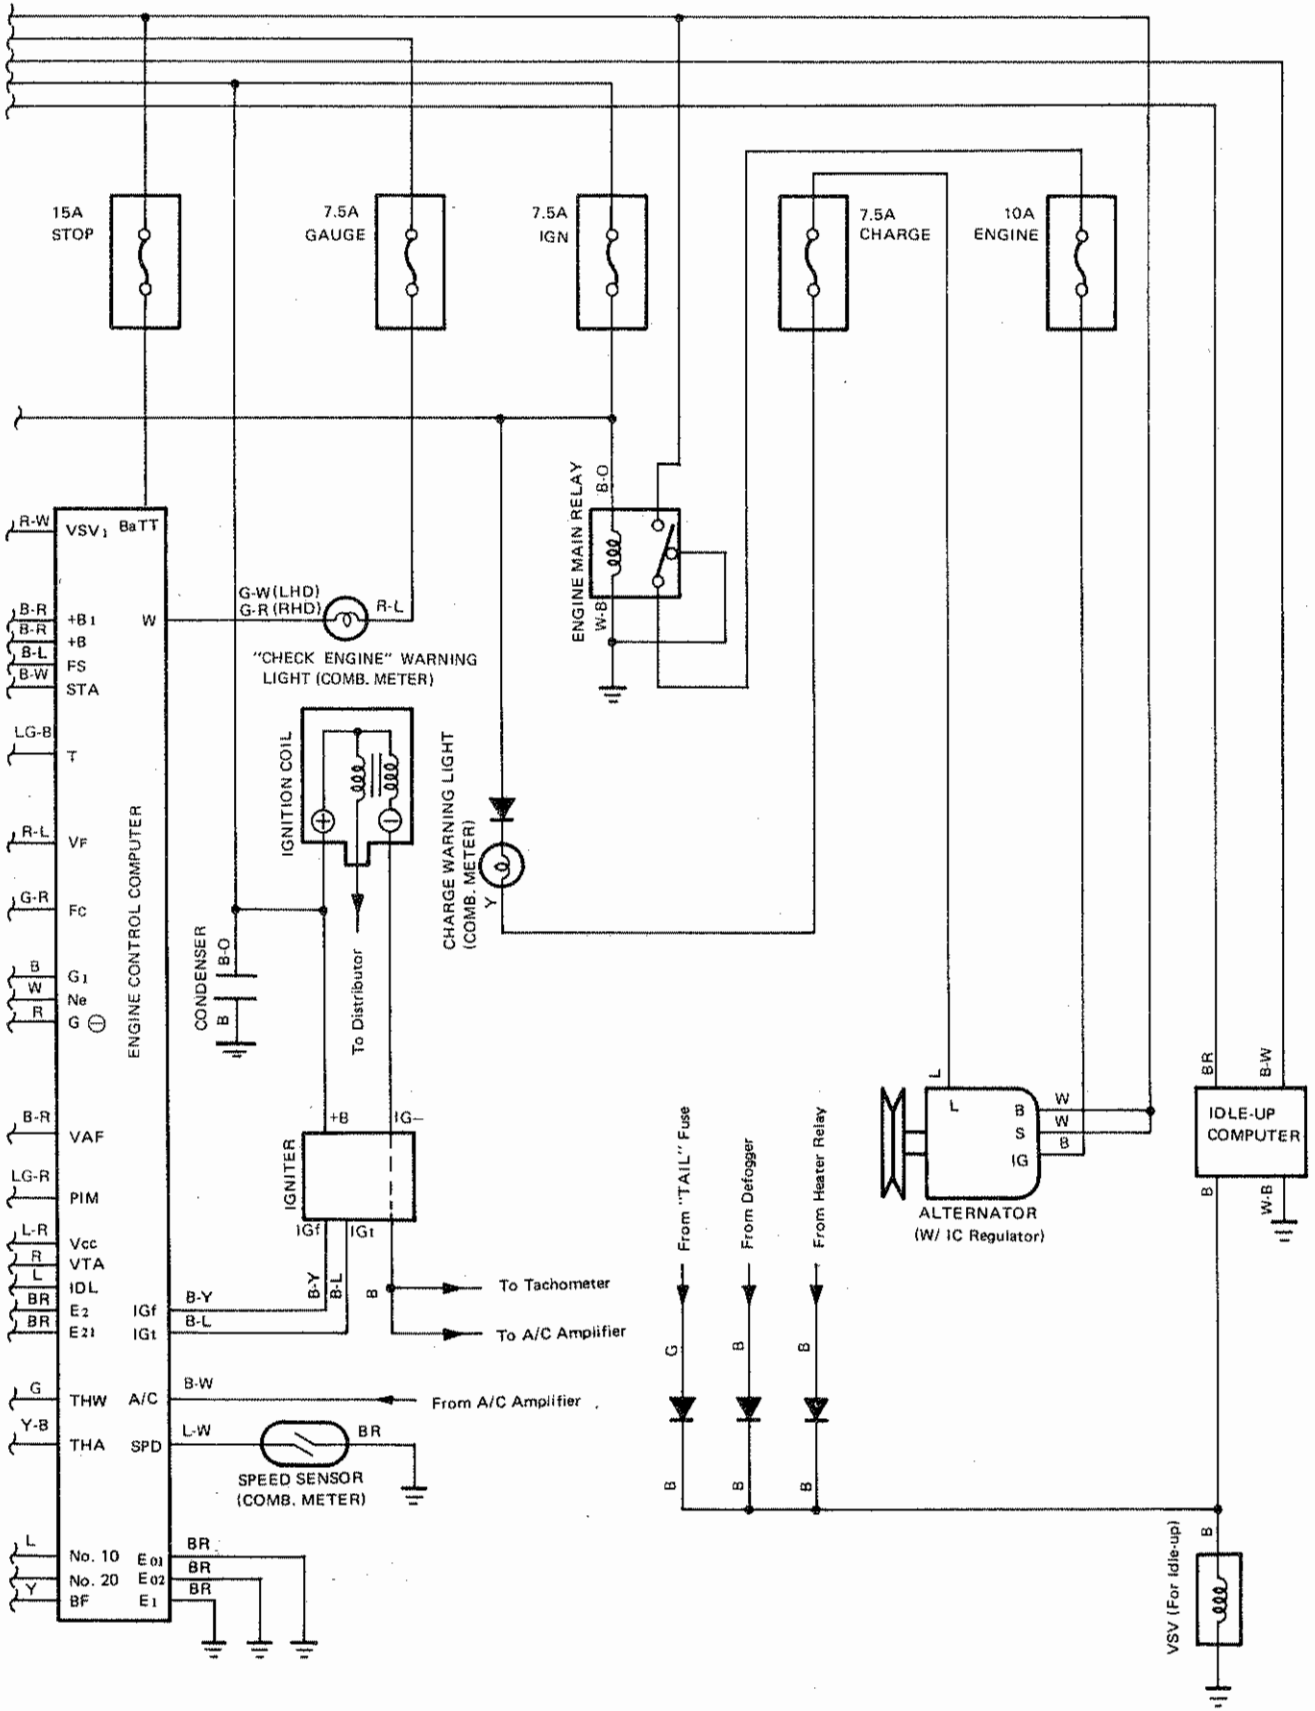 15A
STOP
7.5A
GAUGE
7.5A
IGN
7.5A
CHARGE
10A
ENGINE
ENGINE MAIN RELAY
B-O
W-B
R-W
VSV1
BaTT
B-R
+B1
W
G-W(LHD)
G-R(RHD)
R-L
B-R
+B
B-L
FS
B-W
STA
"CHECK ENGINE" WARNING
LIGHT (COMB. METER)
LG-B
T
IGNITION COIL
+
−
CHARGE WARNING LIGHT
(COMB. METER)
Y
R-L
VF
ENGINE CONTROL COMPUTER
G-R
FC
CONDENSER
B-O
B
To Distributor
B
G1
W
Ne
R
G ⊖
BR
B-W
L
L
B
W
S
W
IG
B
ALTERNATOR
(W/ IC Regulator)
IDLE-UP
COMPUTER
B
W-B
B-R
VAF
+B
IG−
IGNITER
IGf
IGt
LG-R
PIM
From "TAIL" Fuse
From Defogger
From Heater Relay
L-R
Vcc
R
VTA
L
IDL
BR
E2
IGf
B-Y
BR
E21
IGt
B-L
B-Y
B-L
B
To Tachometer
To A/C Amplifier
G
B
B
G
THW
A/C
B-W
From A/C Amplifier
Y-B
THA
SPD
L-W
BR
SPEED SENSOR
(COMB. METER)
B
B
B
L
No. 10
E01
BR
No. 20
E02
BR
Y
BF
E1
BR
VSV (For Idle-up)
B